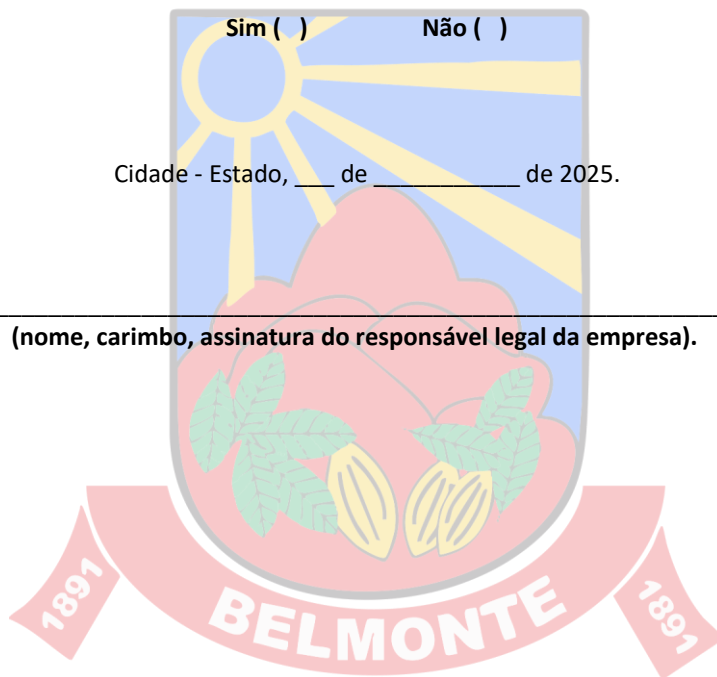 Sim (  ) Não (  )
Cidade - Estado, ___ de ___________ de 2025.
(nome, carimbo, assinatura do responsável legal da empresa).
1891 BELMONTE 1891